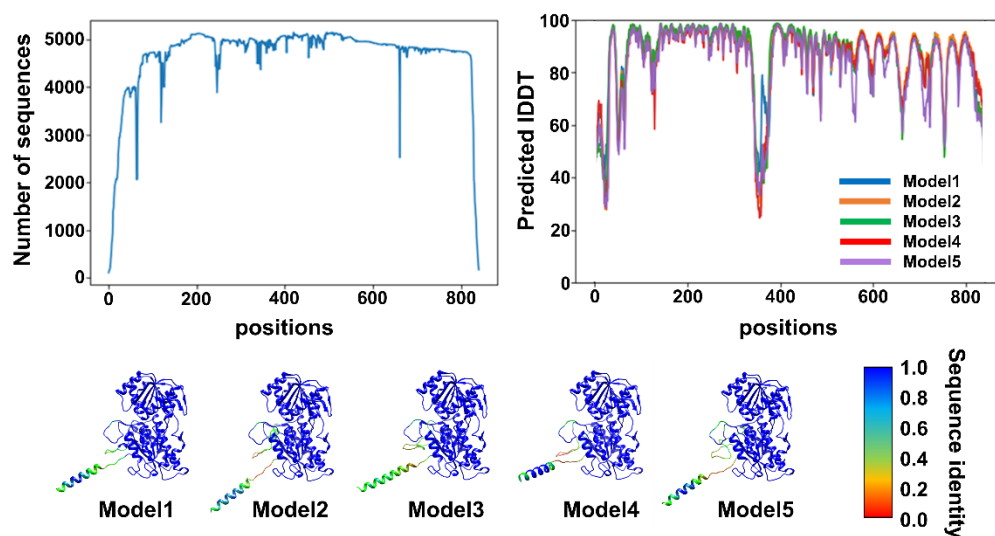 Number of sequences
5000
4000
3000
2000
1000
0
0
200
400
600
800
positions
Predicted IDDT
100
80
60
40
20
0
0
200
400
600
800
positions
Model1
Model2
Model3
Model4
Model5
Model1
Model2
Model3
Model4
Model5
1.0
0.8
0.6
0.4
0.2
0.0
Sequence identity